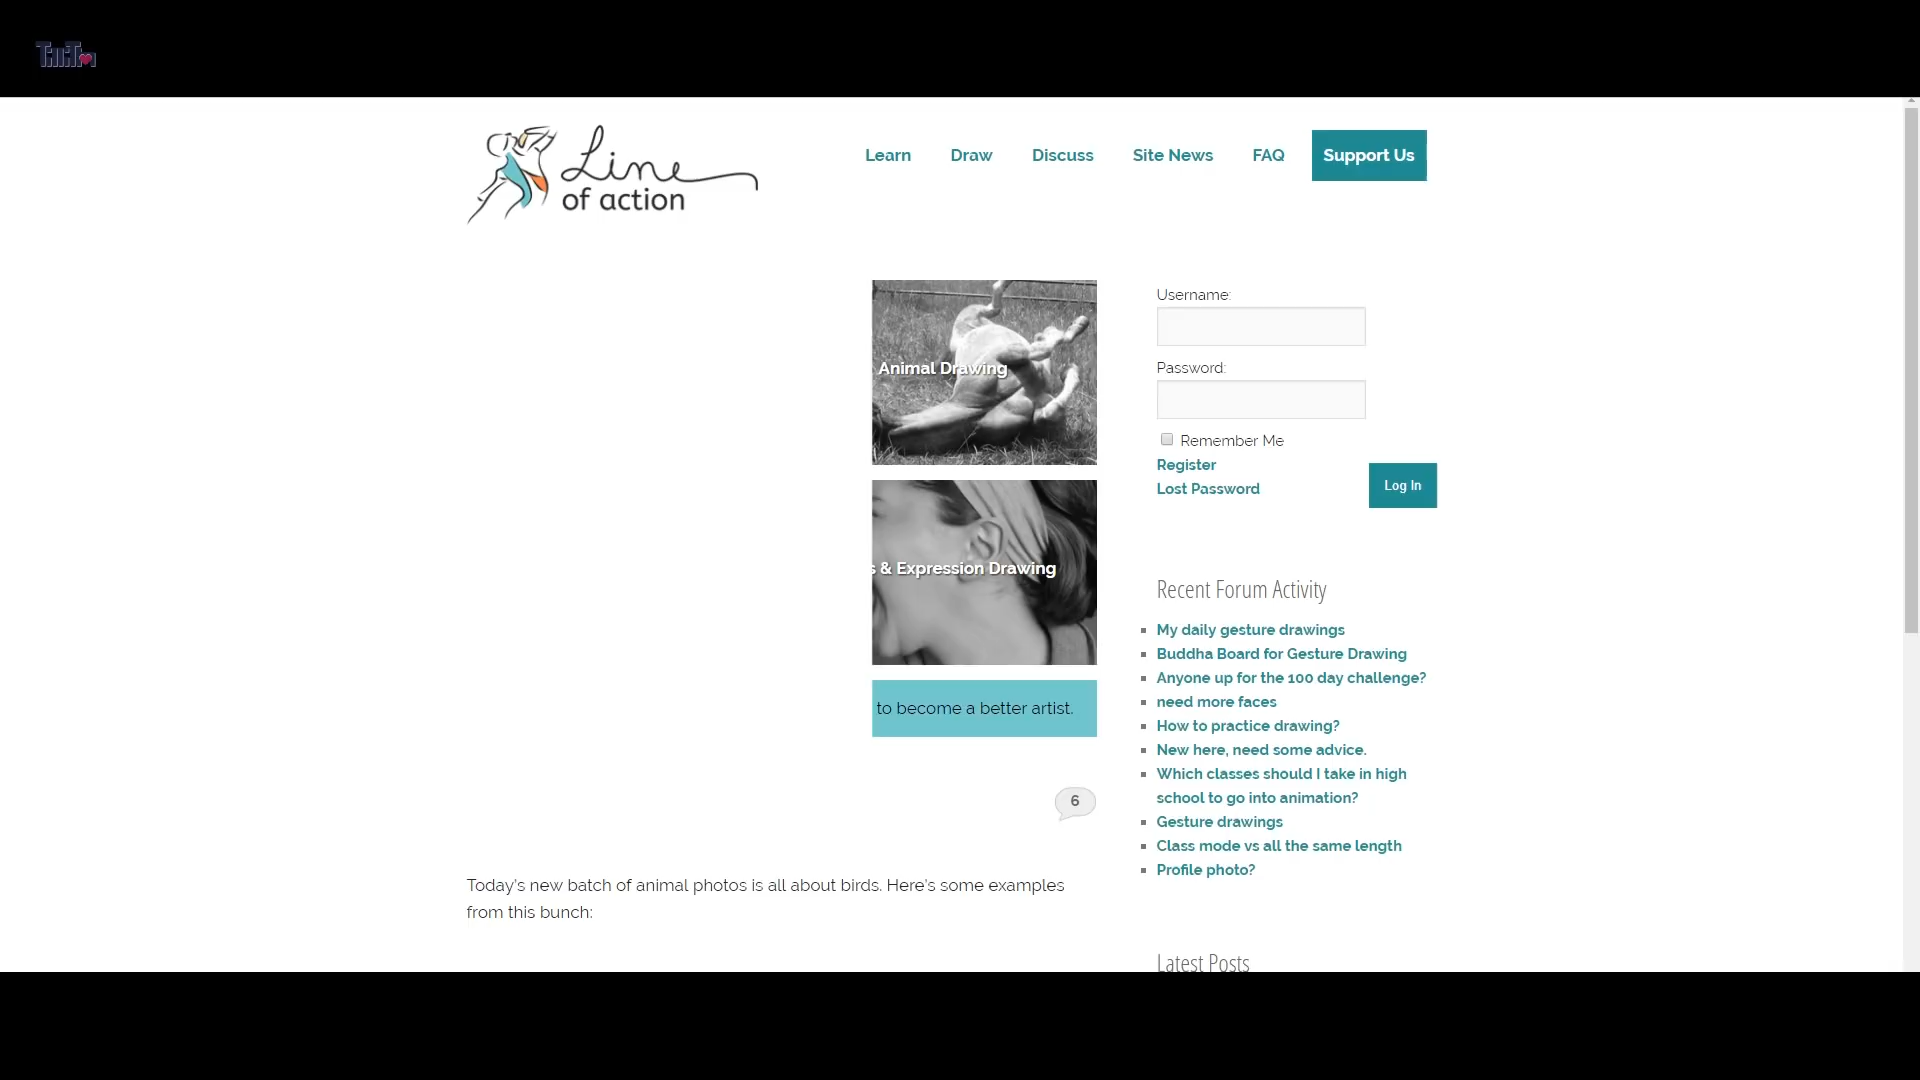 TiniTim
Line
of action
Learn Draw Discuss Site News FAQ Support Us
Animal Drawing
s & Expression Drawing
to become a better artist.
6
Today's new batch of animal photos is all about birds. Here's some examples
from this bunch:
Username:
Password:
Remember Me
Register
Lost Password
Log In
Recent Forum Activity
My daily gesture drawings
Buddha Board for Gesture Drawing
Anyone up for the 100 day challenge?
need more faces
How to practice drawing?
New here, need some advice.
Which classes should I take in high
school to go into animation?
Gesture drawings
Class mode vs all the same length
Profile photo?
Latest Posts